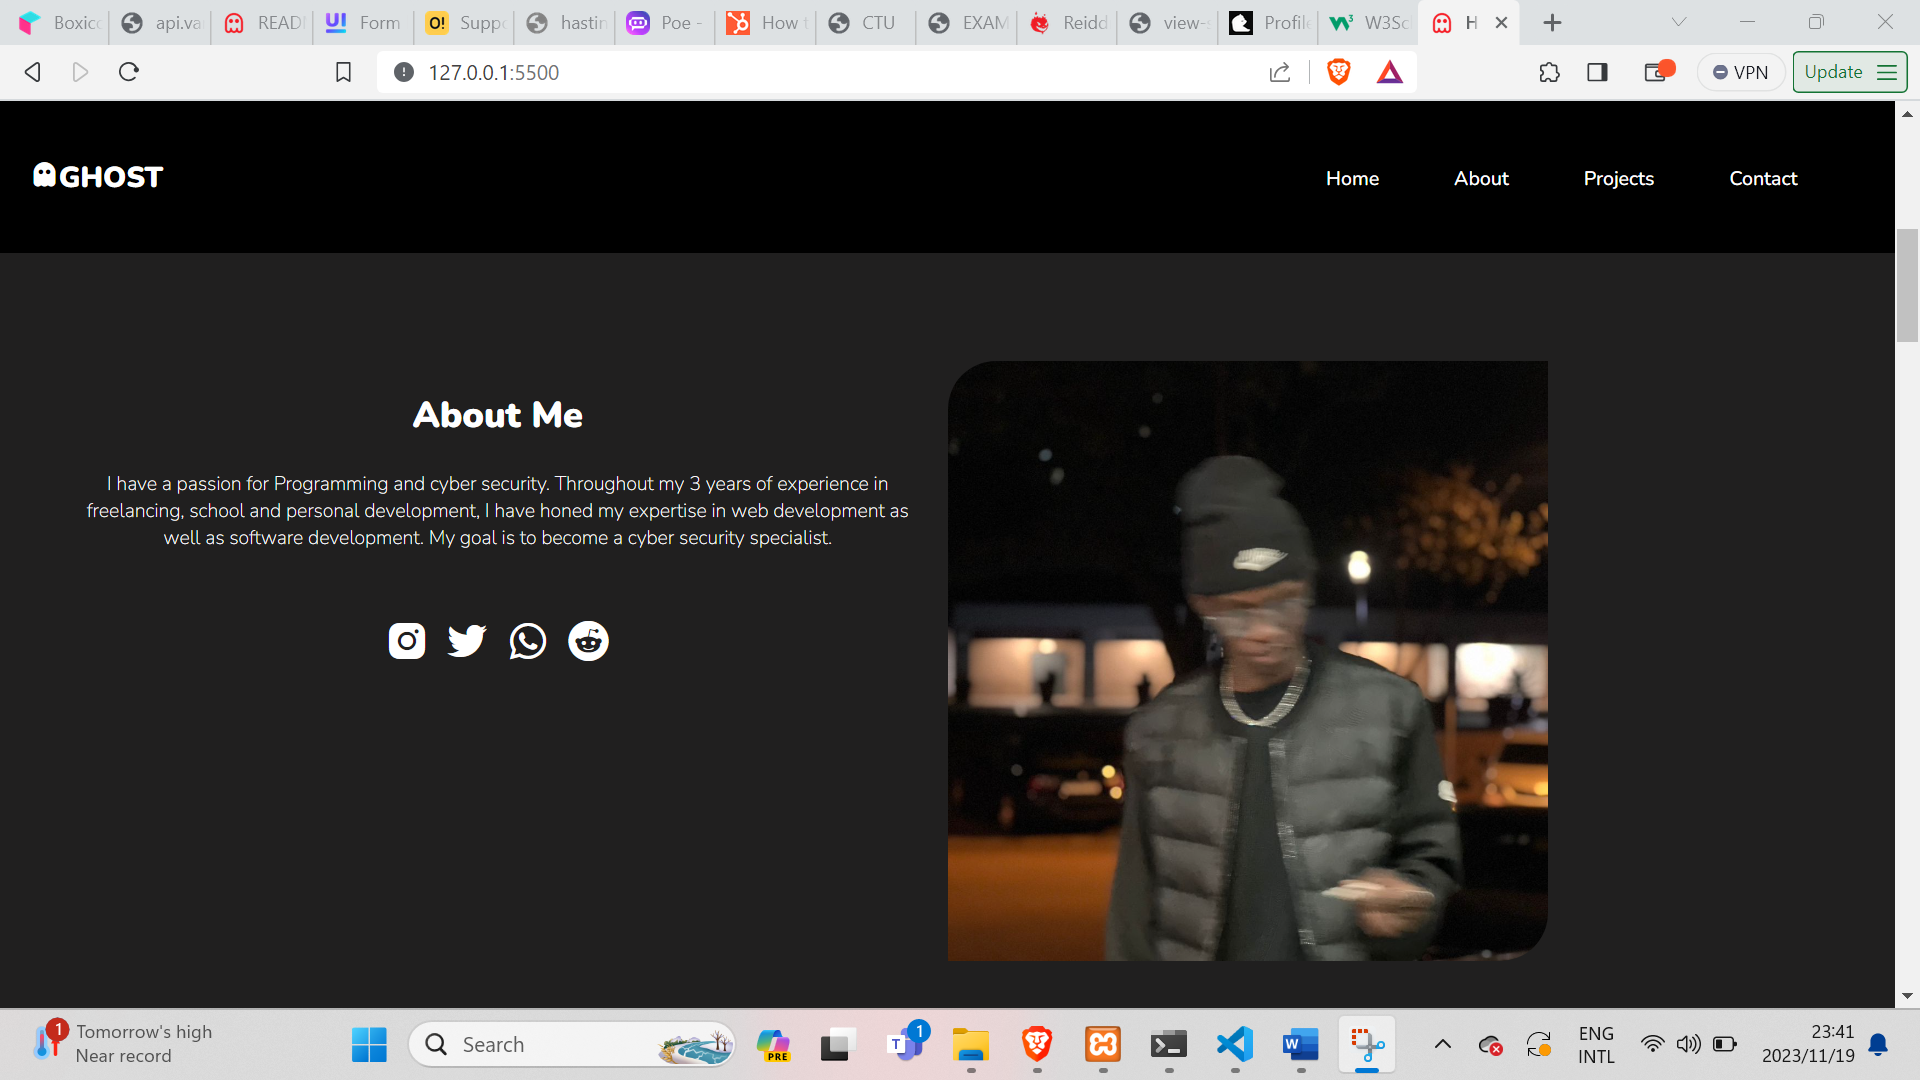 Boxic
api.va
READ
Form
Suppo
hastin
Poe -
How t
CTU
EXAM
Reidd
view-s
Profile
W3Sc
H
127.0.0.1:5500
VPN
Update
GHOST
Home
About
Projects
Contact
About Me
I have a passion for Programming and cyber security. Throughout my 3 years of experience in
freelancing, school and personal development, I have honed my expertise in web development as
well as software development. My goal is to become a cyber security specialist.
1
Tomorrow's high
Near record
Search
PRE
T
1
W
ENG
INTL
23:41
2023/11/19